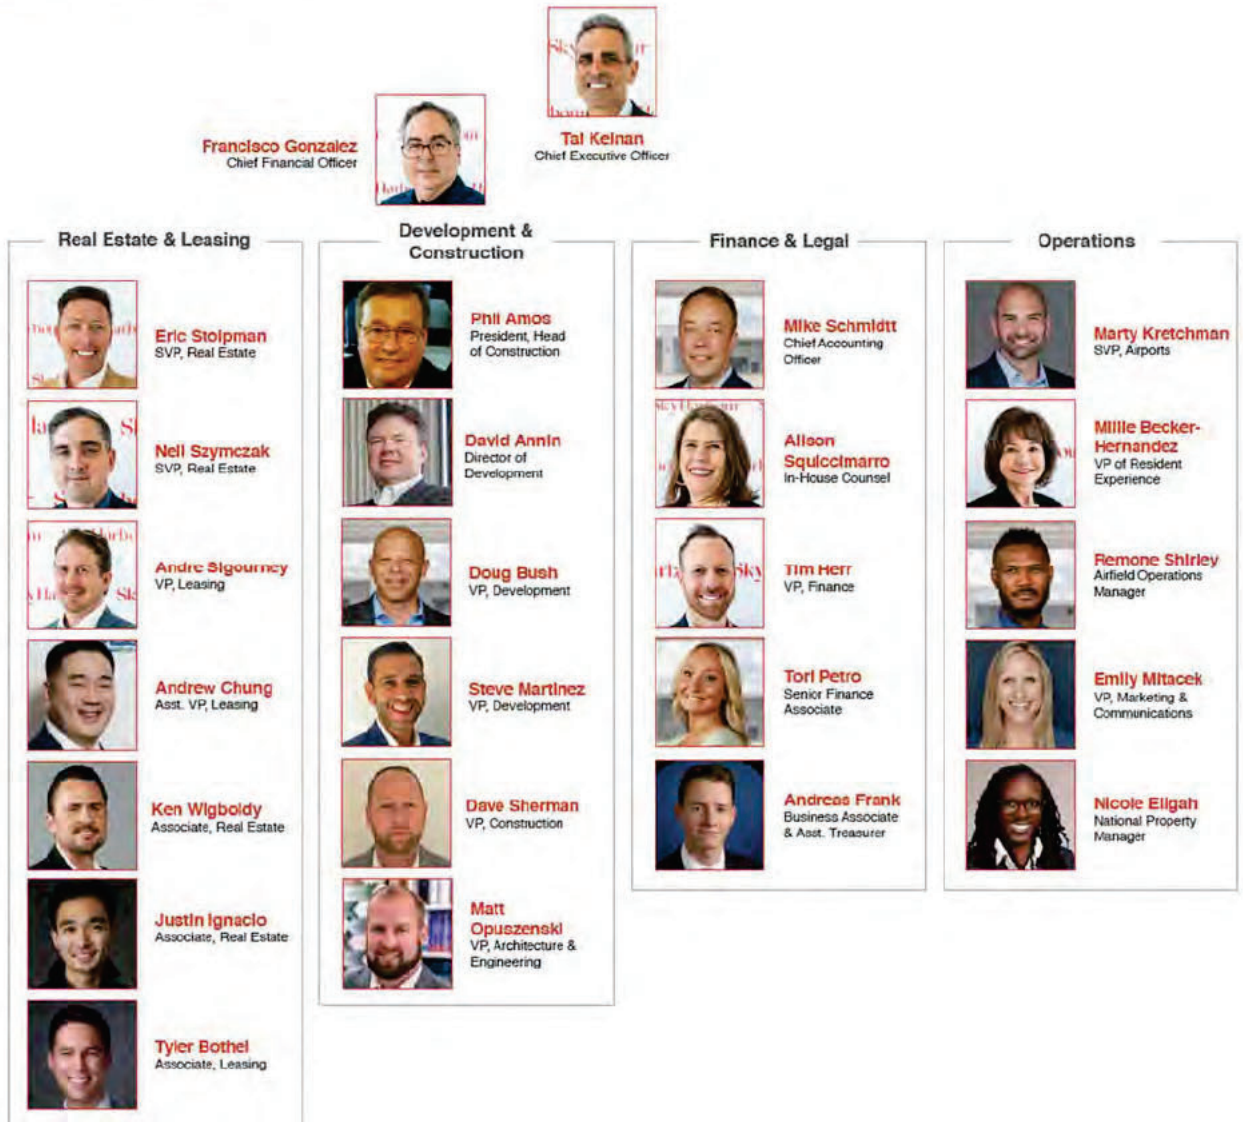 Tal Keinan
Chief Executive Officer
Francisco Gonzalez
Chief Financial Officer
Real Estate & Leasing
Eric Stolpman
SVP, Real Estate
Neil Szymczak
SVP, Real Estate
Andre Sigourney
VP, Leasing
Andrew Chung
Asst. VP, Leasing
Ken Wigboldy
Associate, Real Estate
Justin Ignacio
Associate, Real Estate
Tyler Bothel
Associate, Leasing
Development &
Construction
Phil Amos
President, Head
of Construction
David Annin
Director of
Development
Doug Bush
VP, Development
Steve Martinez
VP, Development
Dave Sherman
VP, Construction
Matt
Opuszenski
VP, Architecture &
Engineering
Finance & Legal
Mike Schmidtt
Chief Accounting
Officer
Alison
Squiccimarro
In-House Counsel
Tim Herr
VP, Finance
Tori Petro
Senior Finance
Associate
Andreas Frank
Business Associate
& Asst. Treasurer
Operations
Marty Kretchman
SVP, Airports
Millie Becker-
Hernandez
VP of Resident
Experience
Remone Shirley
Airfield Operations
Manager
Emily Mitacek
VP, Marketing &
Communications
Nicole Eligah
National Property
Manager